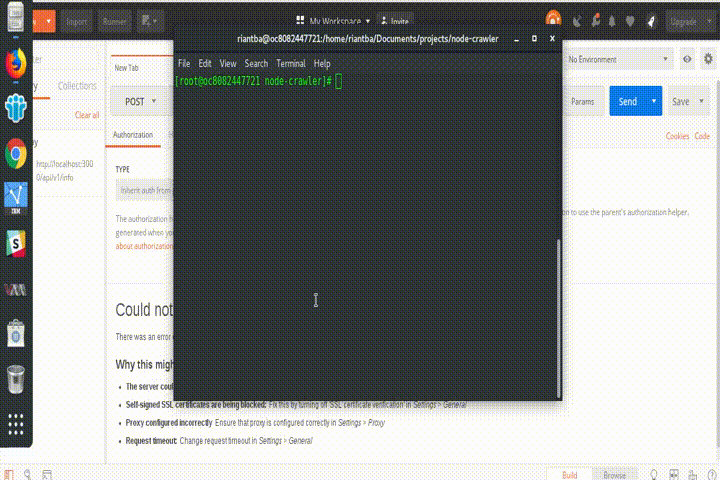 Import
Runner
My Workspace
Invite
Upgrade
riantba@oc8082447721:/home/riantba/Documents/projects/node-crawler
File Edit View Search Terminal Help
[root@oc8082447721 node-crawler]#
New Tab
No Environment
Collections
POST
Params
Send
Save
Clear all
Authorization
Cookies
Code
http://localhost:300
0/api/v1/info
TYPE
Inherit auth from
The authorization h
on to use the parent's authorization helper.
generated when you
about authorization
Could not
There was an error
Why this migh
• The server coul
• Self-signed SSL certificates are being blocked: Fix this by turning off 'SSL certificate verification' in Settings > General
• Proxy configured incorrectly Ensure that proxy is configured correctly in Settings > Proxy
• Request timeout: Change request timeout in Settings > General
Build
Browse